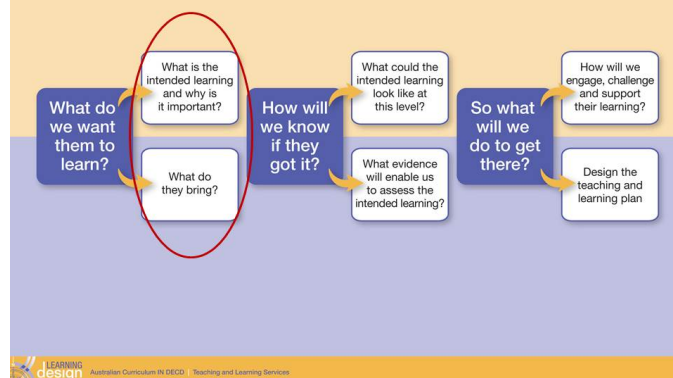 What do
we want
them to
learn?
What is the
intended learning
and why is
it important?
What do
they bring?
How will
we know
if they
got it?
What could the
intended learning
look like at
this level?
What evidence
will enable us
to assess the
intended learning?
So what
will we
do to get
there?
How will we
engage, challenge
and support
their learning?
Design the
teaching and
learning plan
LEARNING
design
Australian Curriculum IN DECD | Teaching and Learning Services